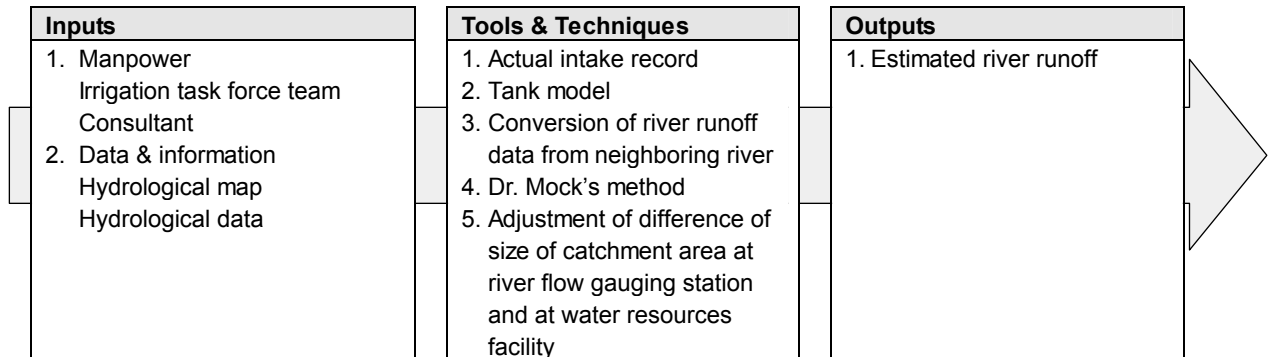 Inputs
1. Manpower
Irrigation task force team
Consultant
2. Data & information
Hydrological map
Hydrological data
Tools & Techniques
1. Actual intake record
2. Tank model
3. Conversion of river runoff
data from neighboring river
4. Dr. Mock's method
5. Adjustment of difference of
size of catchment area at
river flow gauging station
and at water resources
facility
Outputs
1. Estimated river runoff